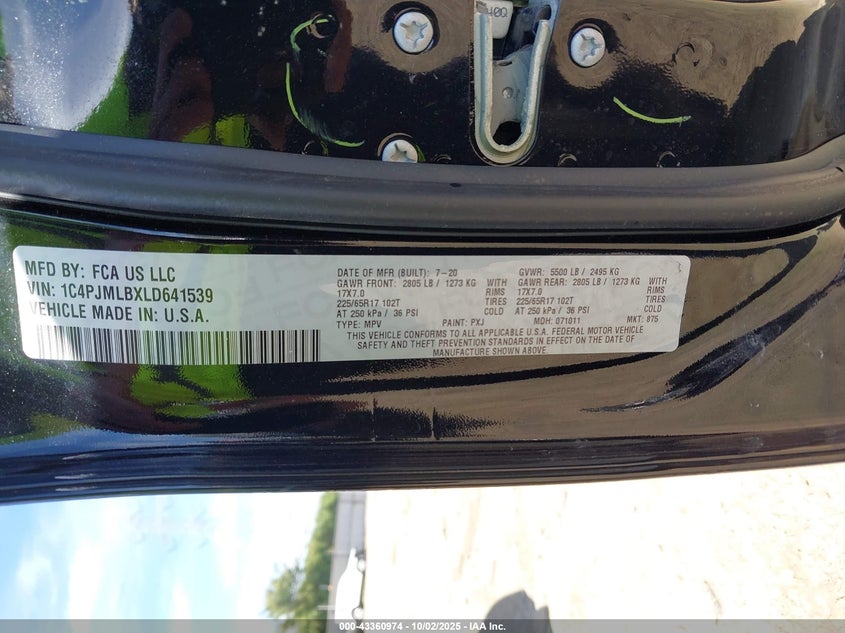 40Q
MFD BY: FCA US LLC
VIN: 1C4PJMLBXLD641539
VEHICLE MADE IN: U.S.A.
DATE OF MFR (BUILT): 7-20 GVWR: 5500 LB / 2495 KG
GAWR FRONT: 2805 LB / 1273 KG WITH GAWR REAR: 2805 LB / 1273 KG WITH
17X7.0 RIMS 17X7.0 RIMS
225/65R17 102T TIRES 225/65R17 102T TIRES
AT 250 kPa / 36 PSI COLD AT 250 kPa / 36 PSI COLD
TYPE: MPV PAINT: PXJ MDH: 071011 MKT: 875
THIS VEHICLE CONFORMS TO ALL APPLICABLE U.S.A. FEDERAL MOTOR VEHICLE
SAFETY AND THEFT PREVENTION STANDARDS IN EFFECT ON THE DATE OF
MANUFACTURE SHOWN ABOVE.
000-43360974 - 10/02/2025 - IAA Inc.